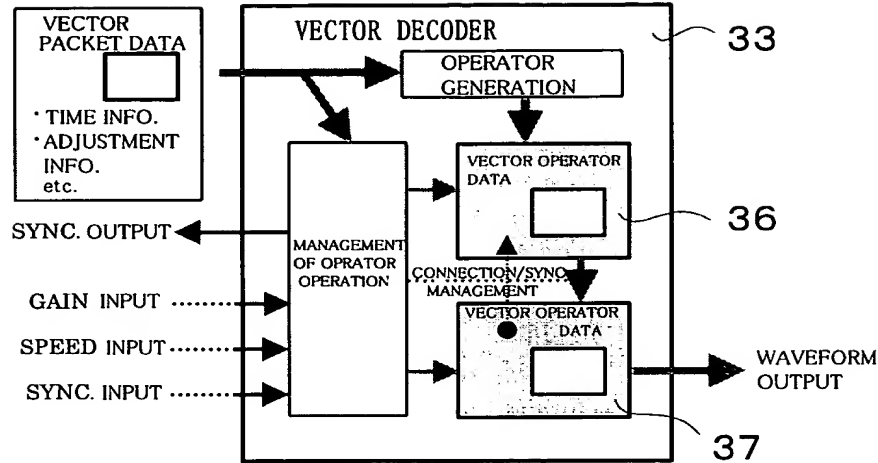 VECTOR
PACKET DATA
· TIME INFO.
· ADJUSTMENT
INFO.
etc.
VECTOR DECODER
33
OPERATOR
GENERATION
VECTOR OPERATOR
DATA
36
SYNC. OUTPUT
MANAGEMENT
OF OPRATOR
OPERATION
CONNECTION/SYNC
MANAGEMENT
GAIN INPUT
SPEED INPUT
SYNC. INPUT
VECTOR OPERATOR
DATA
WAVEFORM
OUTPUT
37